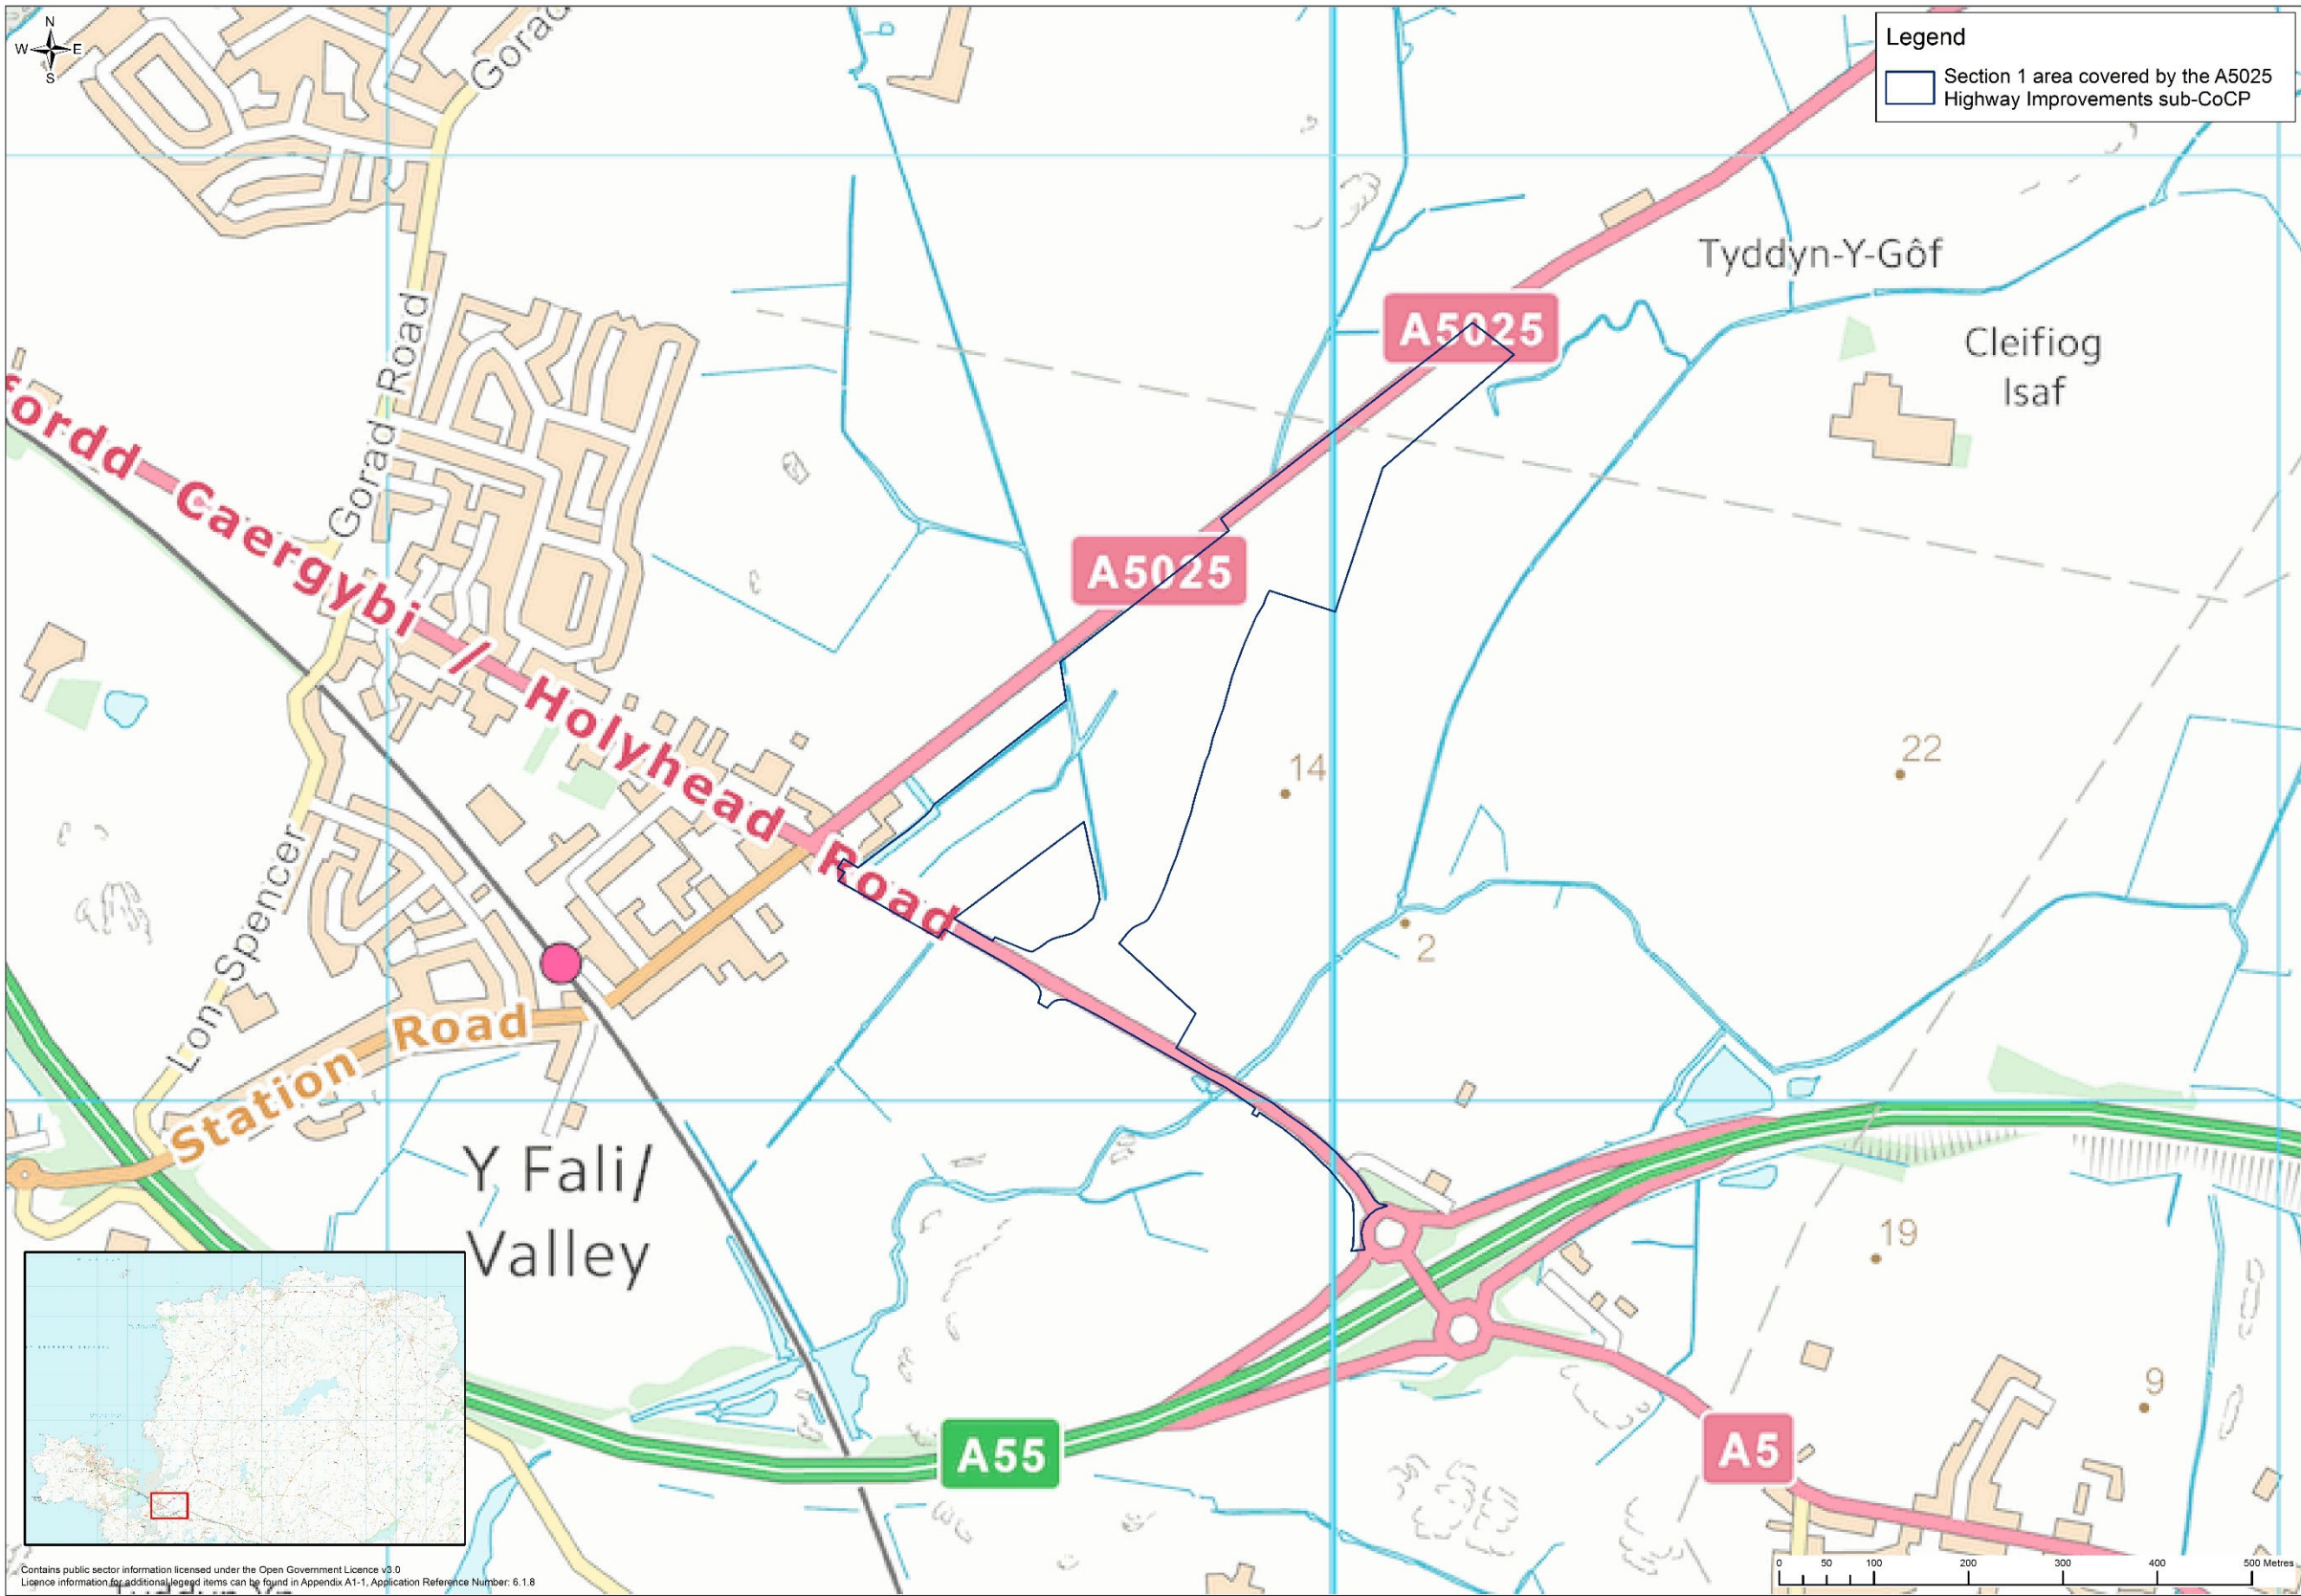 N
W E
S
Gorad
Legend
Section 1 area covered by the A5025
Highway Improvements sub-CoCP
Tyddyn-Y-Gôf
A5025
Cleifiog
Isaf
Gorad Road
fordd Caergybi / Holyhead Road
A5025
14
22
2
Lon Spencer
Station Road
Y Fali/
Valley
19
9
A55
A5
0 50 100 200 300 400 500 Metres
Contains public sector information licensed under the Open Government Licence v3.0
Licence information for additional legend items can be found in Appendix A1-1, Application Reference Number: 6.1.8